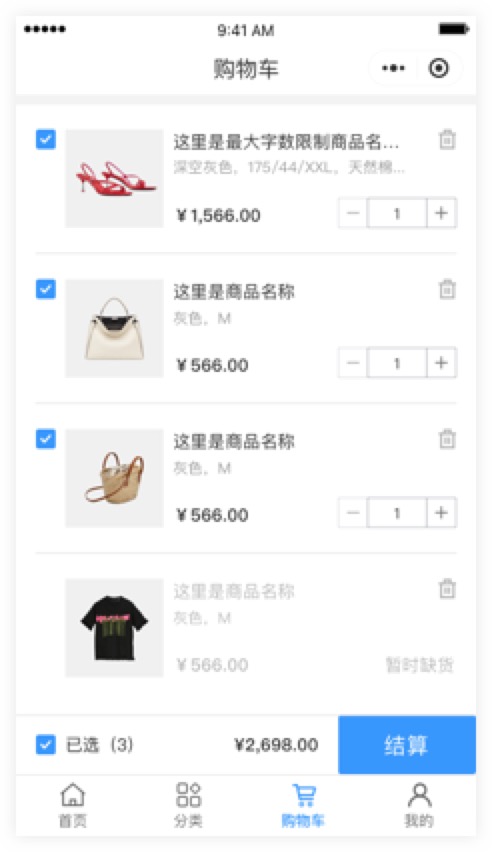 9:41 AM
购物车
这里是最大字数限制商品名...
深空灰色，175/44/XXL，天然棉...
¥ 1,566.00
1
这里是商品名称
灰色，M
¥ 566.00
1
这里是商品名称
灰色，M
¥ 566.00
1
这里是商品名称
灰色，M
¥ 566.00
暂时缺货
已选（3）
¥2,698.00
结算
首页
分类
购物车
我的